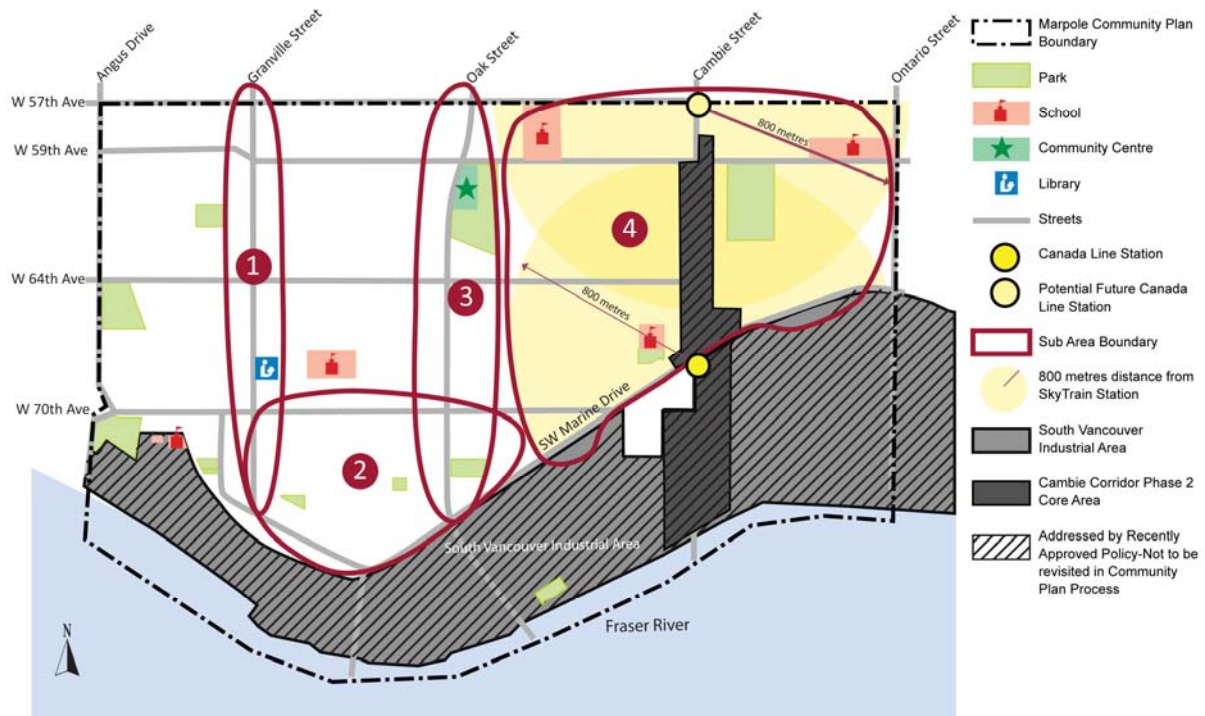 Angus Drive
Granville Street
Oak Street
Cambie Street
Ontario Street
W 57th Ave
W 59th Ave
W 64th Ave
W 70th Ave
800 metres
800 metres
1
2
3
4
SW Marine Drive
South Vancouver Industrial Area
Fraser River
N
Marpole Community Plan
Boundary
Park
School
Community Centre
Library
Streets
Canada Line Station
Potential Future Canada
Line Station
Sub Area Boundary
800 metres distance from
SkyTrain Station
South Vancouver
Industrial Area
Cambie Corridor Phase 2
Core Area
Addressed by Recently
Approved Policy-Not to be
revisited in Community
Plan Process